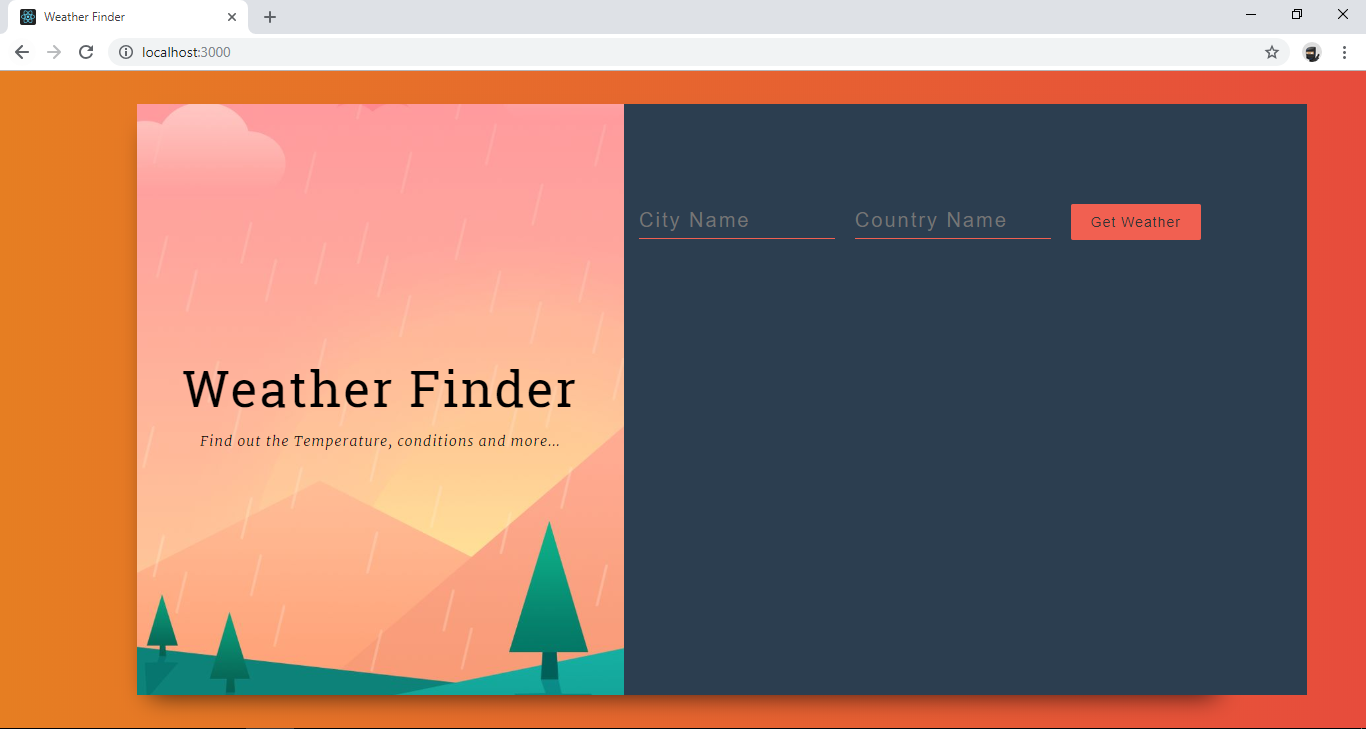 Weather Finder
localhost:3000
City Name
Country Name
Get Weather
Weather Finder
Find out the Temperature, conditions and more...